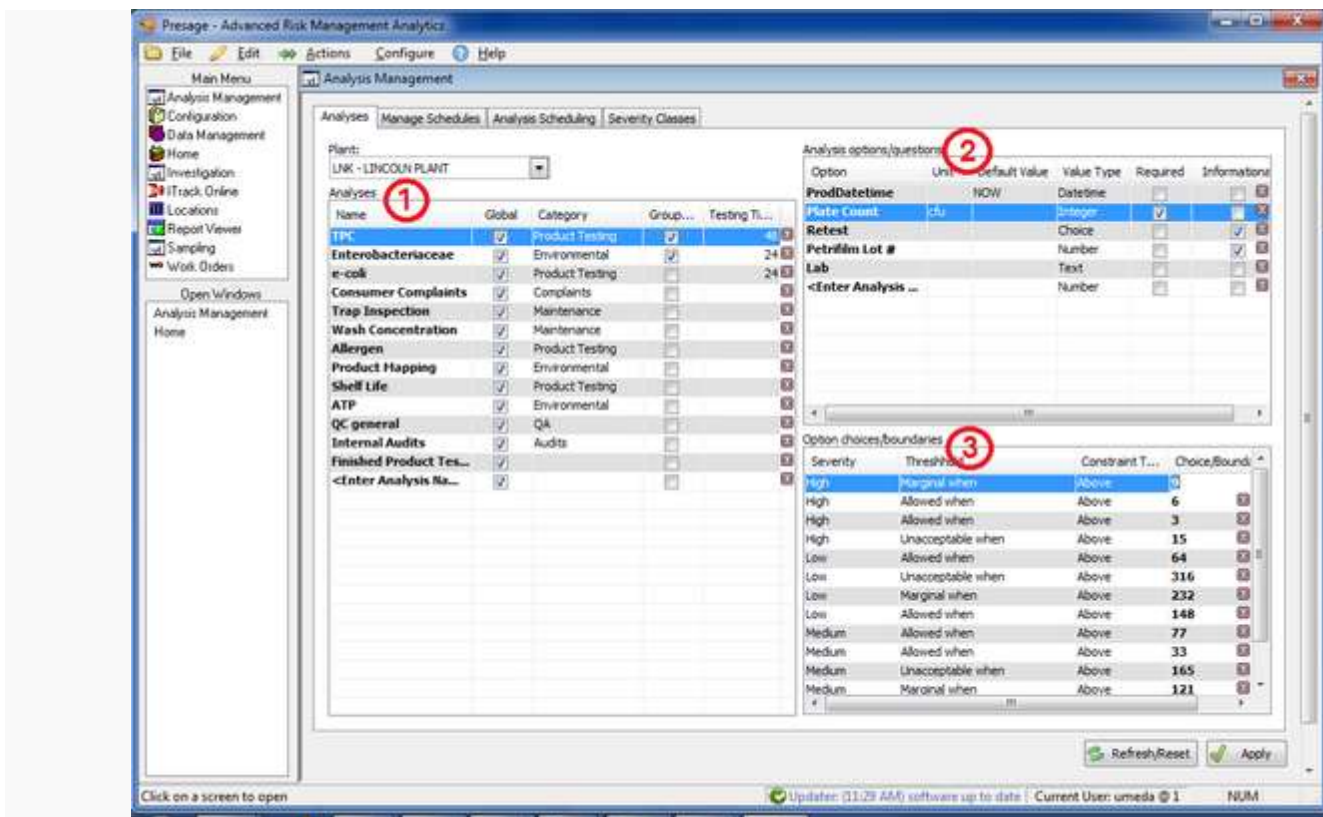 Presage - Advanced Risk Management Analytics
File Edit Actions Configure Help
Main Menu
Analysis Management
Configuration
Data Management
Home
Investigation
ITrack Online
Locations
Report Viewer
Sampling
Work Orders
Open Windows
Analysis Management
Home
Analysis Management
Analyses Manage Schedules Analysis Scheduling Severity Classes
Plant:
LNK - LINCOLN PLANT
Analyses
1
Name Global Category Group... Testing Ti...
TPC Product Testing 48
Enterobacteriaceae Environmental 24
e-coli Product Testing 24
Consumer Complaints Complaints
Trap Inspection Maintenance
Wash Concentration Maintenance
Allergen Product Testing
Product Mapping Environmental
Shelf Life Product Testing
ATP Environmental
QC general QA
Internal Audits Audits
Finished Product Tes...
<Enter Analysis Na...
Analysis options/questions
2
Option Unit Default Value Value Type Required Informationa
ProdDatetime NOW Datetime
Plate Count cfu Integer
Retest Choice
Petrifilm Lot # Number
Lab Text
<Enter Analysis ... Number
Option choices/boundaries
3
Severity Constraint T... Choice/Bounda
High Marginal when Above 9
High Allowed when Above 6
High Allowed when Above 3
High Unacceptable when Above 15
Low Allowed when Above 64
Low Unacceptable when Above 316
Low Marginal when Above 232
Low Allowed when Above 148
Medium Allowed when Above 77
Medium Allowed when Above 33
Medium Unacceptable when Above 165
Medium Marginal when Above 121
Refresh/Reset Apply
Click on a screen to open
Updater: (11:29 AM) software up to date Current User: umeda @ 1 NUM